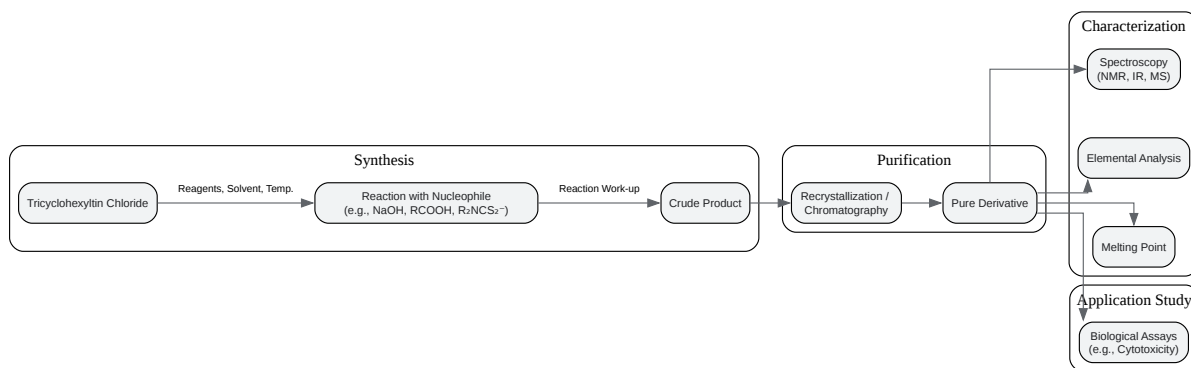 Synthesis
Tricyclohexyltin Chloride
Reagents, Solvent, Temp.
Reaction with Nucleophile
(e.g., NaOH, RCOOH, R₂NCS₂⁻)
Reaction Work-up
Crude Product
Purification
Recrystallization /
Chromatography
Pure Derivative
Characterization
Spectroscopy
(NMR, IR, MS)
Elemental Analysis
Melting Point
Application Study
Biological Assays
(e.g., Cytotoxicity)